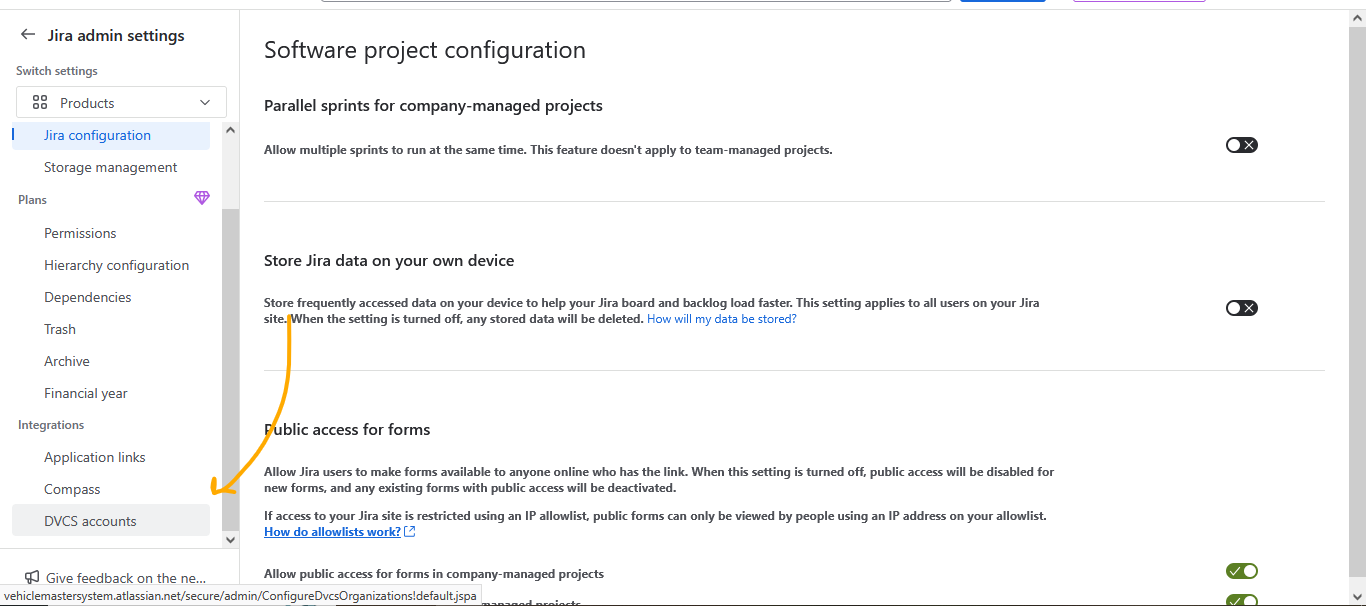 Jira admin settings
Switch settings
Products
Jira configuration
Storage management
Plans
Permissions
Hierarchy configuration
Dependencies
Trash
Archive
Financial year
Integrations
Application links
Compass
DVCS accounts
Give feedback on the ne...
vehiclemastersystem.atlassian.net/secure/admin/ConfigureDvcsOrganizations!default.jspa
Software project configuration
Parallel sprints for company-managed projects
Allow multiple sprints to run at the same time. This feature doesn't apply to team-managed projects.
Store Jira data on your own device
Store frequently accessed data on your device to help your Jira board and backlog load faster. This setting applies to all users on your Jira
site. When the setting is turned off, any stored data will be deleted. How will my data be stored?
Public access for forms
Allow Jira users to make forms available to anyone online who has the link. When this setting is turned off, public access will be disabled for
new forms, and any existing forms with public access will be deactivated.
If access to your Jira site is restricted using an IP allowlist, public forms can only be viewed by people using an IP address on your allowlist.
How do allowlists work?
Allow public access for forms in company-managed projects
projects